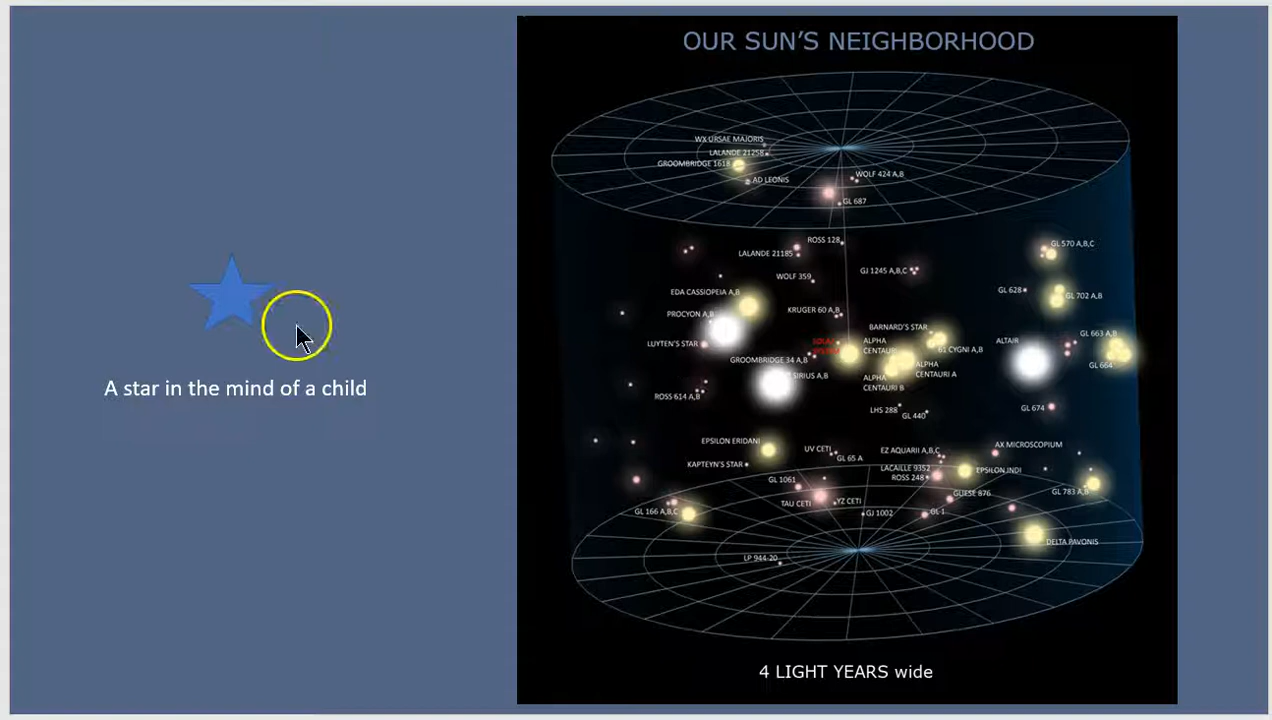 OUR SUN'S NEIGHBORHOOD
WX URSAE MAJORIS
LALANDE 21258
GROOMBRIDGE 1618
AD LEONIS
WOLF 424 A,B
GL 687
ROSS 128
LALANDE 21185
GL 570 A,B,C
GJ 1245 A,B,C
WOLF 359
EDA CASSIOPEIA A,B
GL 628
GL 702 A,B
PROCYON A,B
KRUGER 60 A,B
BARNARD'S STAR
GL 663 A,B
LUYTEN'S STAR
ALPHA
61 CYGNI A,B
ALTAIR
GROOMBRIDGE 34 A,B
GL 664
ALPHA
CENTAURI A
SIRIUS A,B
ALPHA
CENTAURI B
A star in the mind of a child
ROSS 614 A,B
LHS 288
GL 440
GL 674
EPSILON ERIDANI
UV CETI
GL 65 A
EZ AQUARII A,B,C
AX MICROSCOPIUM
KAPTEYN'S STAR
LACAILLE 9352
ROSS 248
EPSILON INDI
GL 1061
GUESE 876
GL 783 A,B
TAU CETI
YZ CETI
GL 166 A,B,C
GJ 1002
GL-1
DELTA PAVONIS
LP 944-20
4 LIGHT YEARS wide